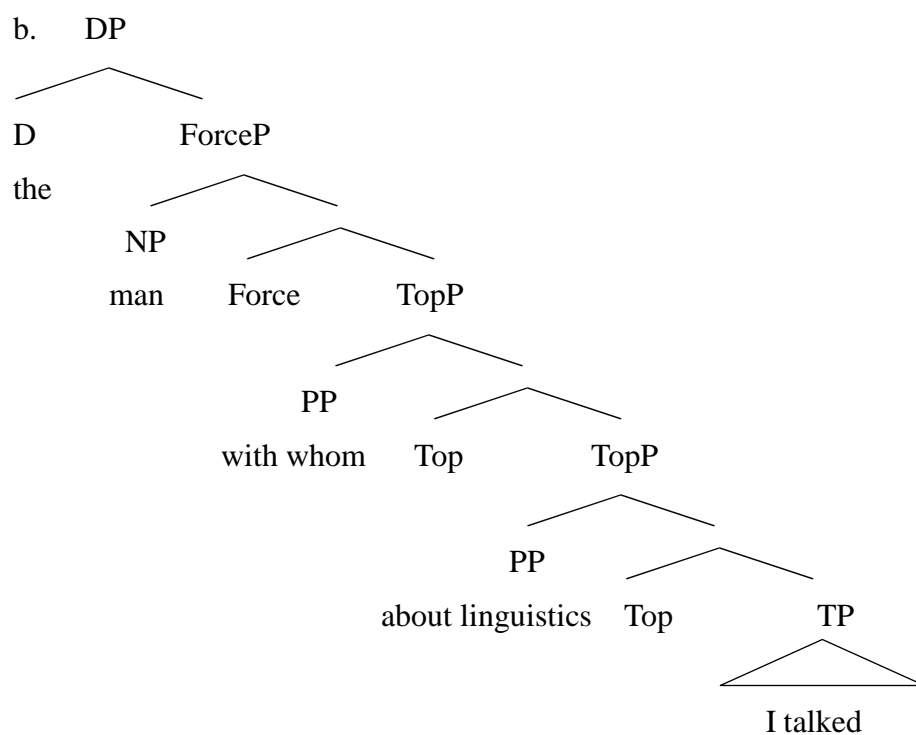 b. DP
D ForceP
the
NP
man Force TopP
PP
with whom Top TopP
PP
about linguistics Top TP
I talked